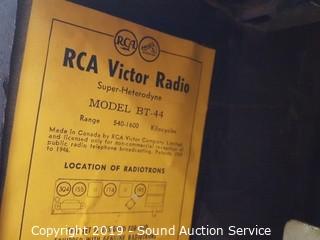 RCA
RCA Victor Radio
Super-Heterodyne
MODEL BT-44
Range 540-1600 Kilocycles
Made in Canada by RCA Victor Company Limited
and licensed only for non-commercial reception of
public radio telephone broadcasting. Patents
to 1946.
LOCATION OF RADIOTRONS
Copyright 2019 - Sound Auction Service